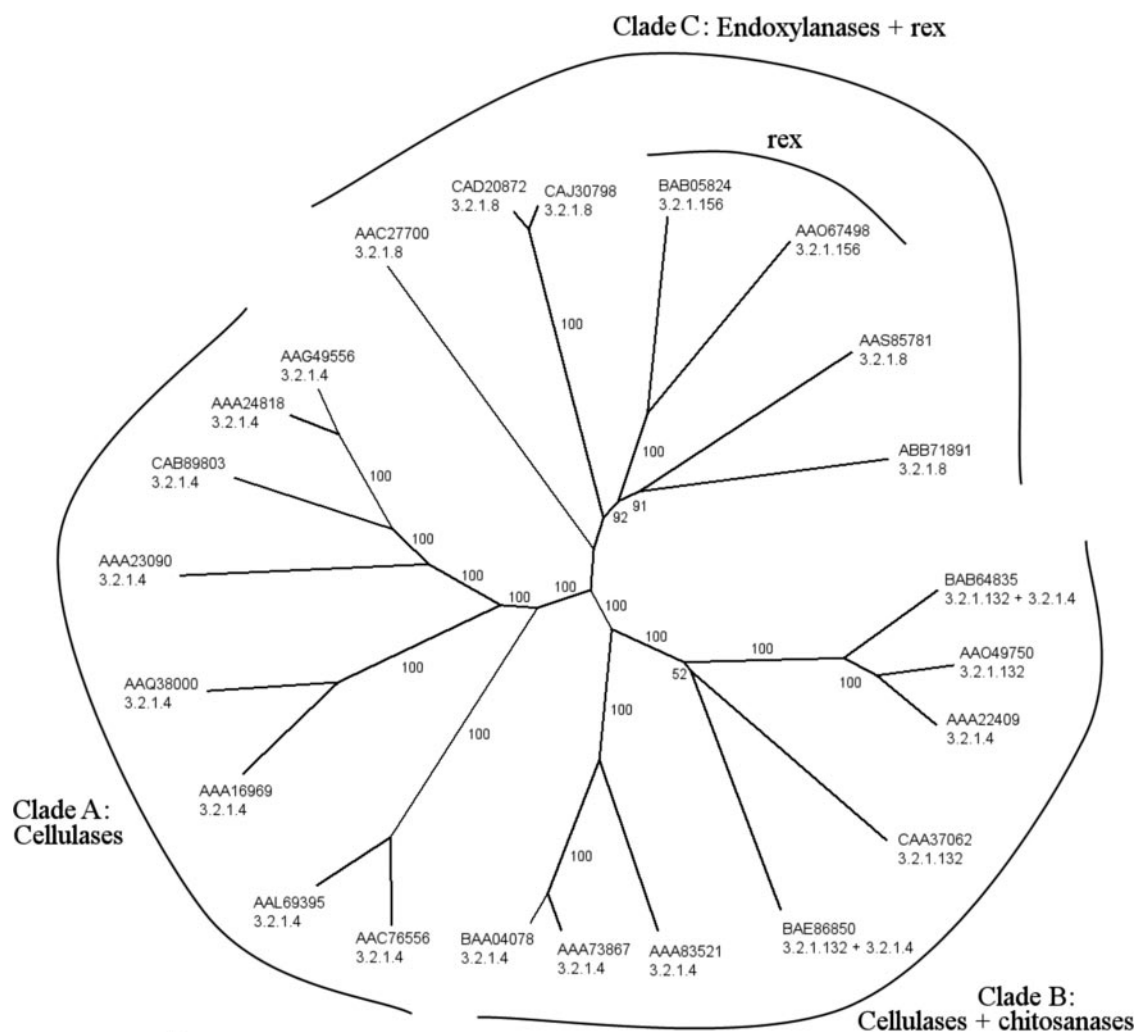 Clade C: Endoxylanases + rex
rex
CAD20872
3.2.1.8
CAJ30798
3.2.1.8
BAB05824
3.2.1.156
AAO67498
3.2.1.156
AAC27700
3.2.1.8
100
AAS85781
3.2.1.8
AAG49556
3.2.1.4
AAA24818
3.2.1.4
CAB89803
3.2.1.4
100
100
ABB71891
3.2.1.8
91
92
100
AAA23090
3.2.1.4
100
100
100
100
BAB64835
3.2.1.132 + 3.2.1.4
100
100
AAO49750
3.2.1.132
52
100
AAA22409
3.2.1.4
AAQ38000
3.2.1.4
100
100
100
AAA16969
3.2.1.4
Clade A:
Cellulases
CAA37062
3.2.1.132
100
AAL69395
3.2.1.4
AAC76556
3.2.1.4
BAA04078
3.2.1.4
AAA73867
3.2.1.4
AAA83521
3.2.1.4
BAE86850
3.2.1.132 + 3.2.1.4
Clade B:
Cellulases + chitosanases